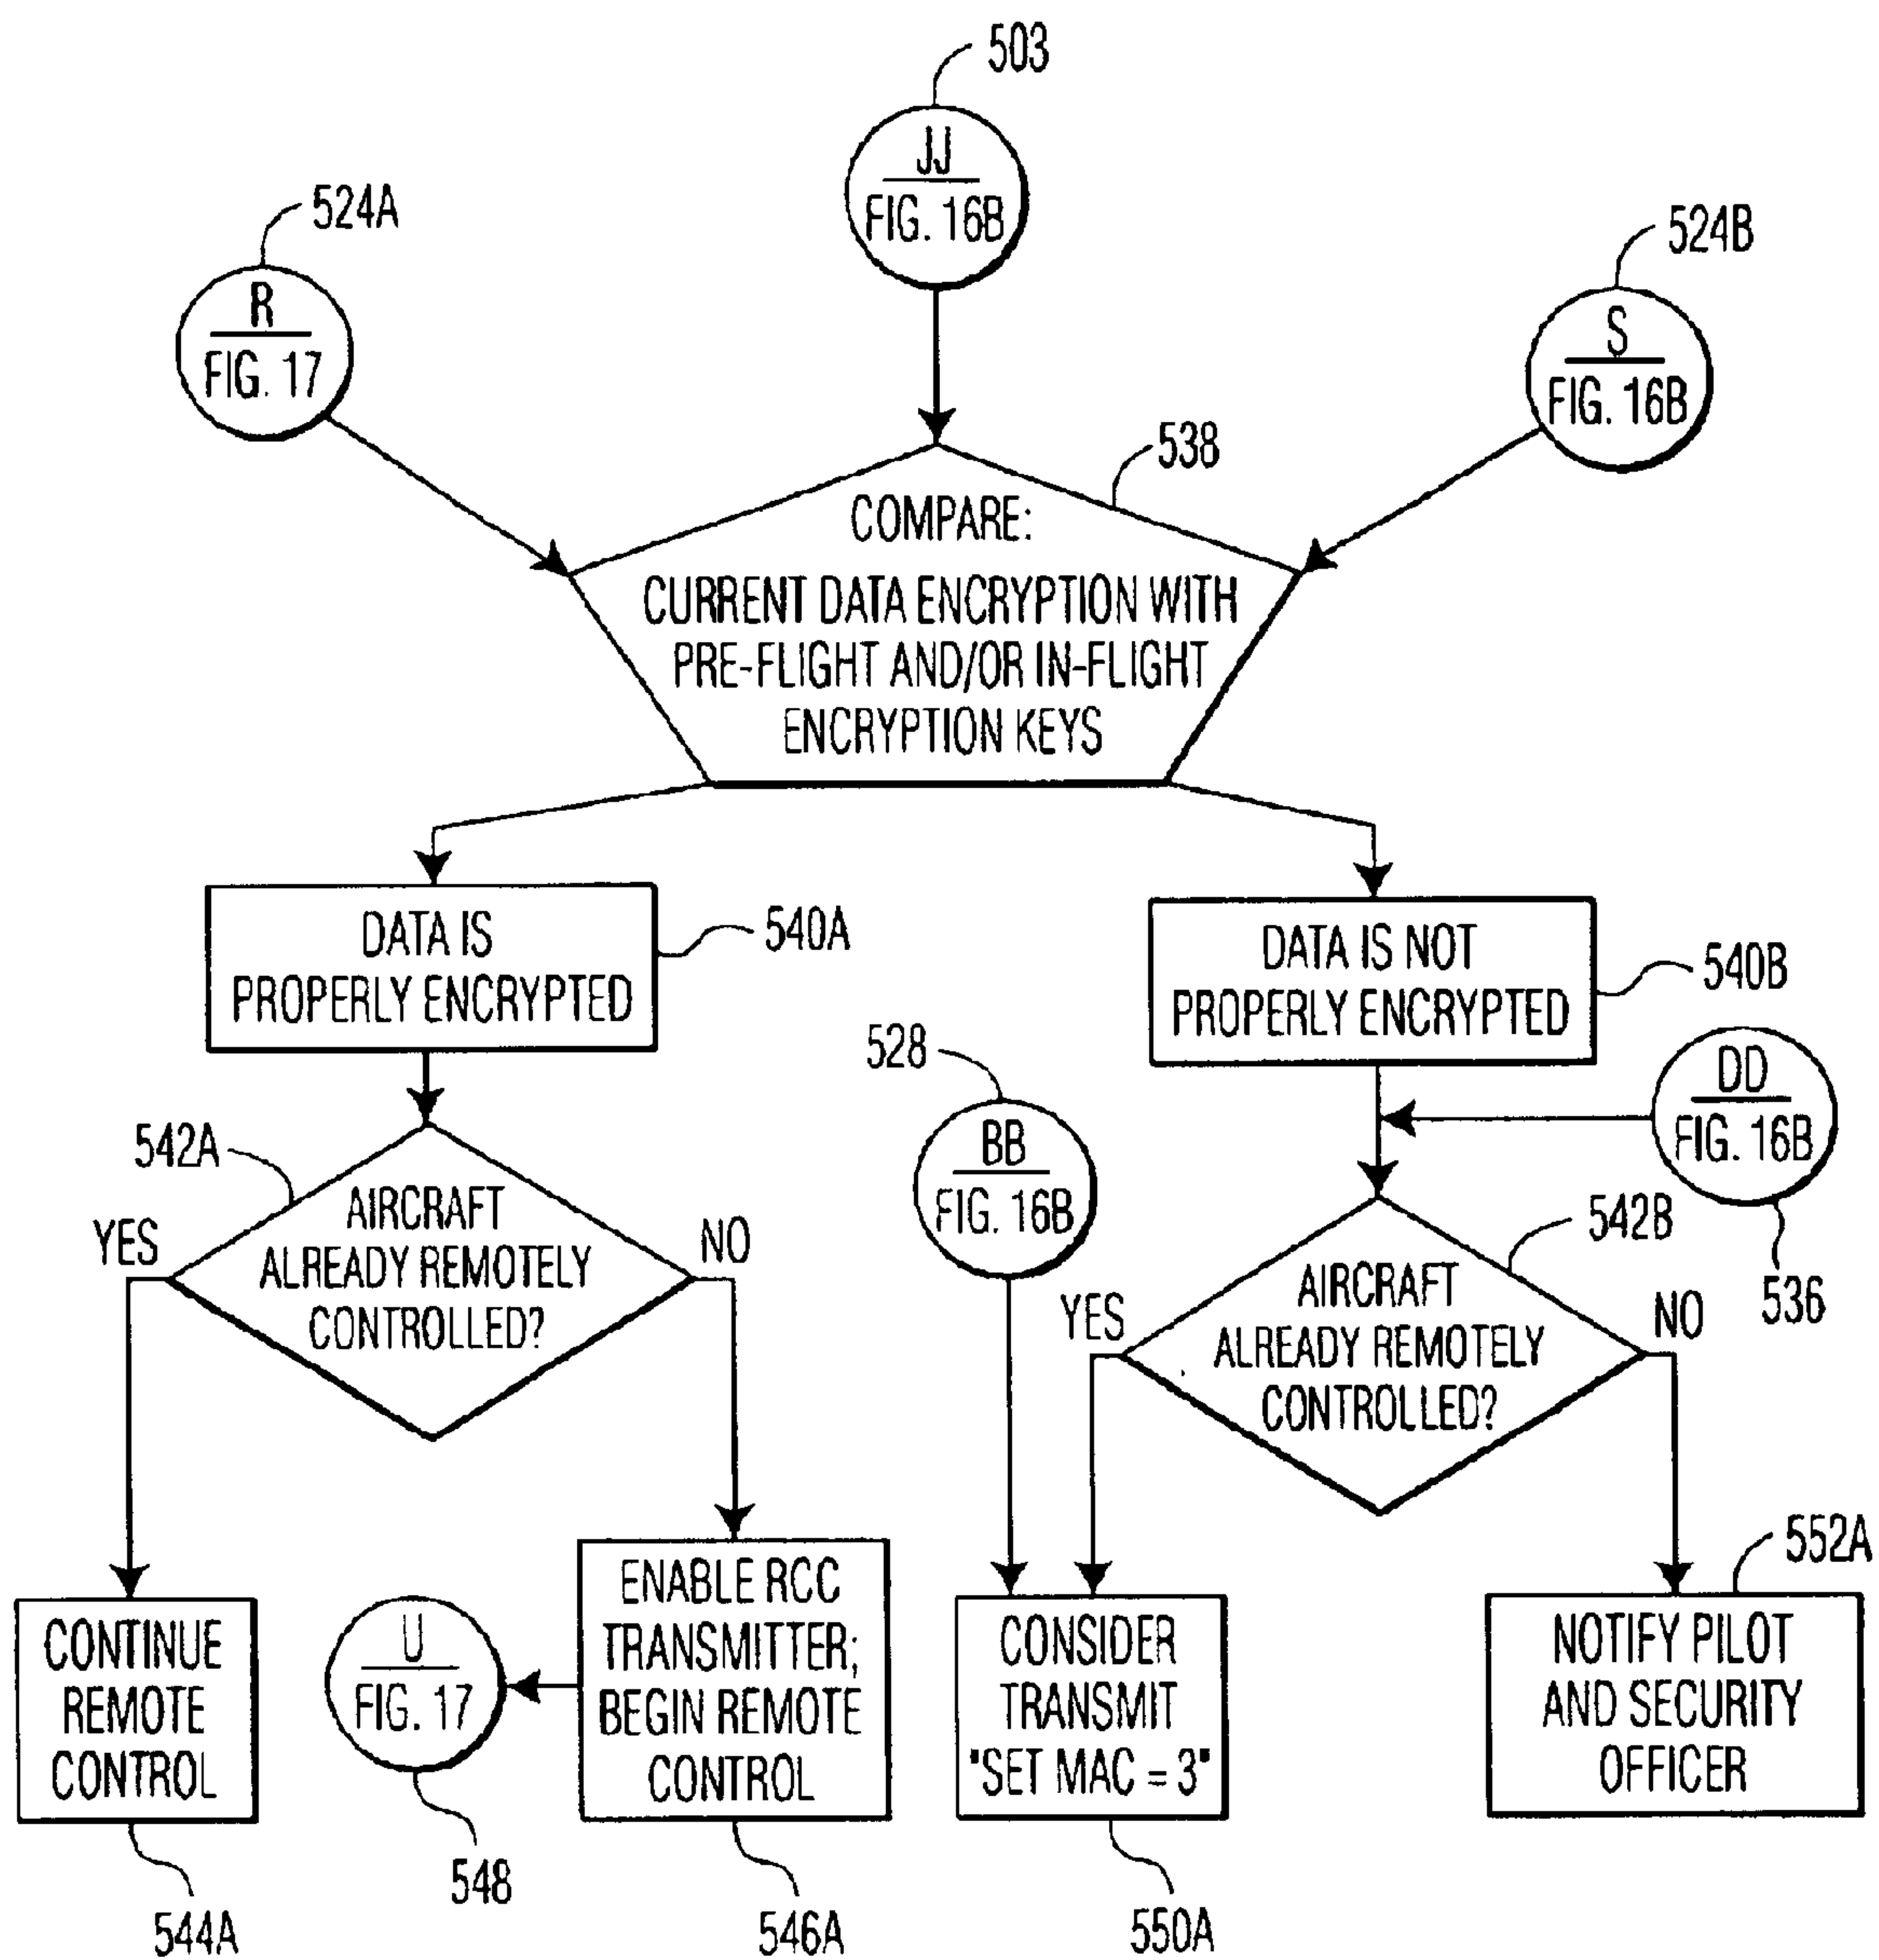 503
JJ
FIG. 16B
524A
R
FIG. 17
524B
S
FIG. 16B
538
COMPARE:
CURRENT DATA ENCRYPTION WITH
PRE-FLIGHT AND/OR IN-FLIGHT
ENCRYPTION KEYS
DATA IS
PROPERLY ENCRYPTED
540A
DATA IS NOT
PROPERLY ENCRYPTED
540B
528
BB
FIG. 16B
DD
FIG. 16B
536
542A
AIRCRAFT
ALREADY REMOTELY
CONTROLLED?
YES
NO
542B
AIRCRAFT
ALREADY REMOTELY
CONTROLLED?
YES
NO
CONTINUE
REMOTE
CONTROL
544A
U
FIG. 17
548
ENABLE RCC
TRANSMITTER;
BEGIN REMOTE
CONTROL
546A
CONSIDER
TRANSMIT
"SET MAC = 3"
550A
552A
NOTIFY PILOT
AND SECURITY
OFFICER